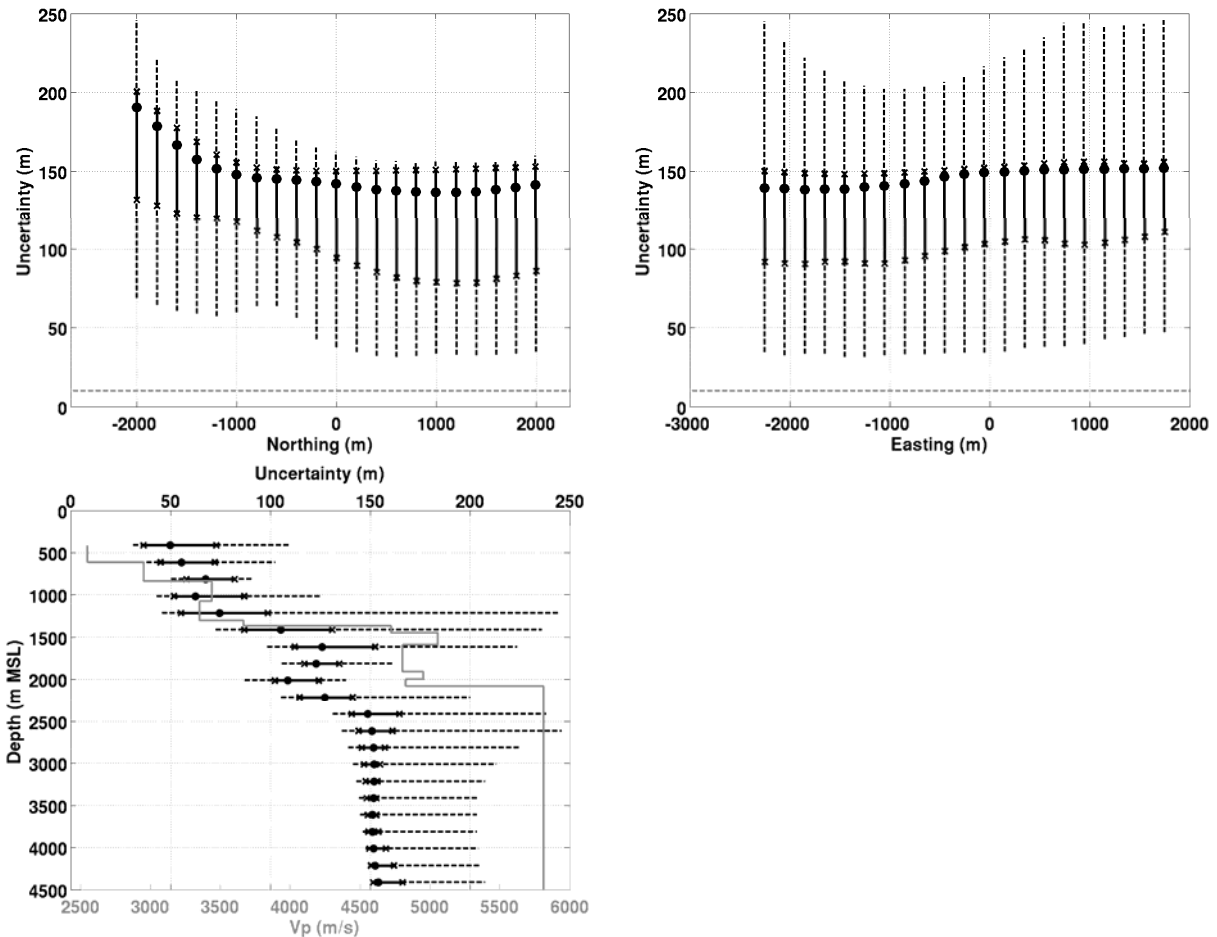 250
200
150
100
50
0
Uncertainty (m)
-2000 -1000 0 1000 2000
Northing (m)
250
200
150
100
50
0
Uncertainty (m)
-3000 -2000 -1000 0 1000 2000
Easting (m)
Uncertainty (m)
0 50 100 150 200 250
0
500
1000
1500
2000
2500
3000
3500
4000
4500
Depth (m MSL)
2500 3000 3500 4000 4500 5000 5500 6000
Vp (m/s)